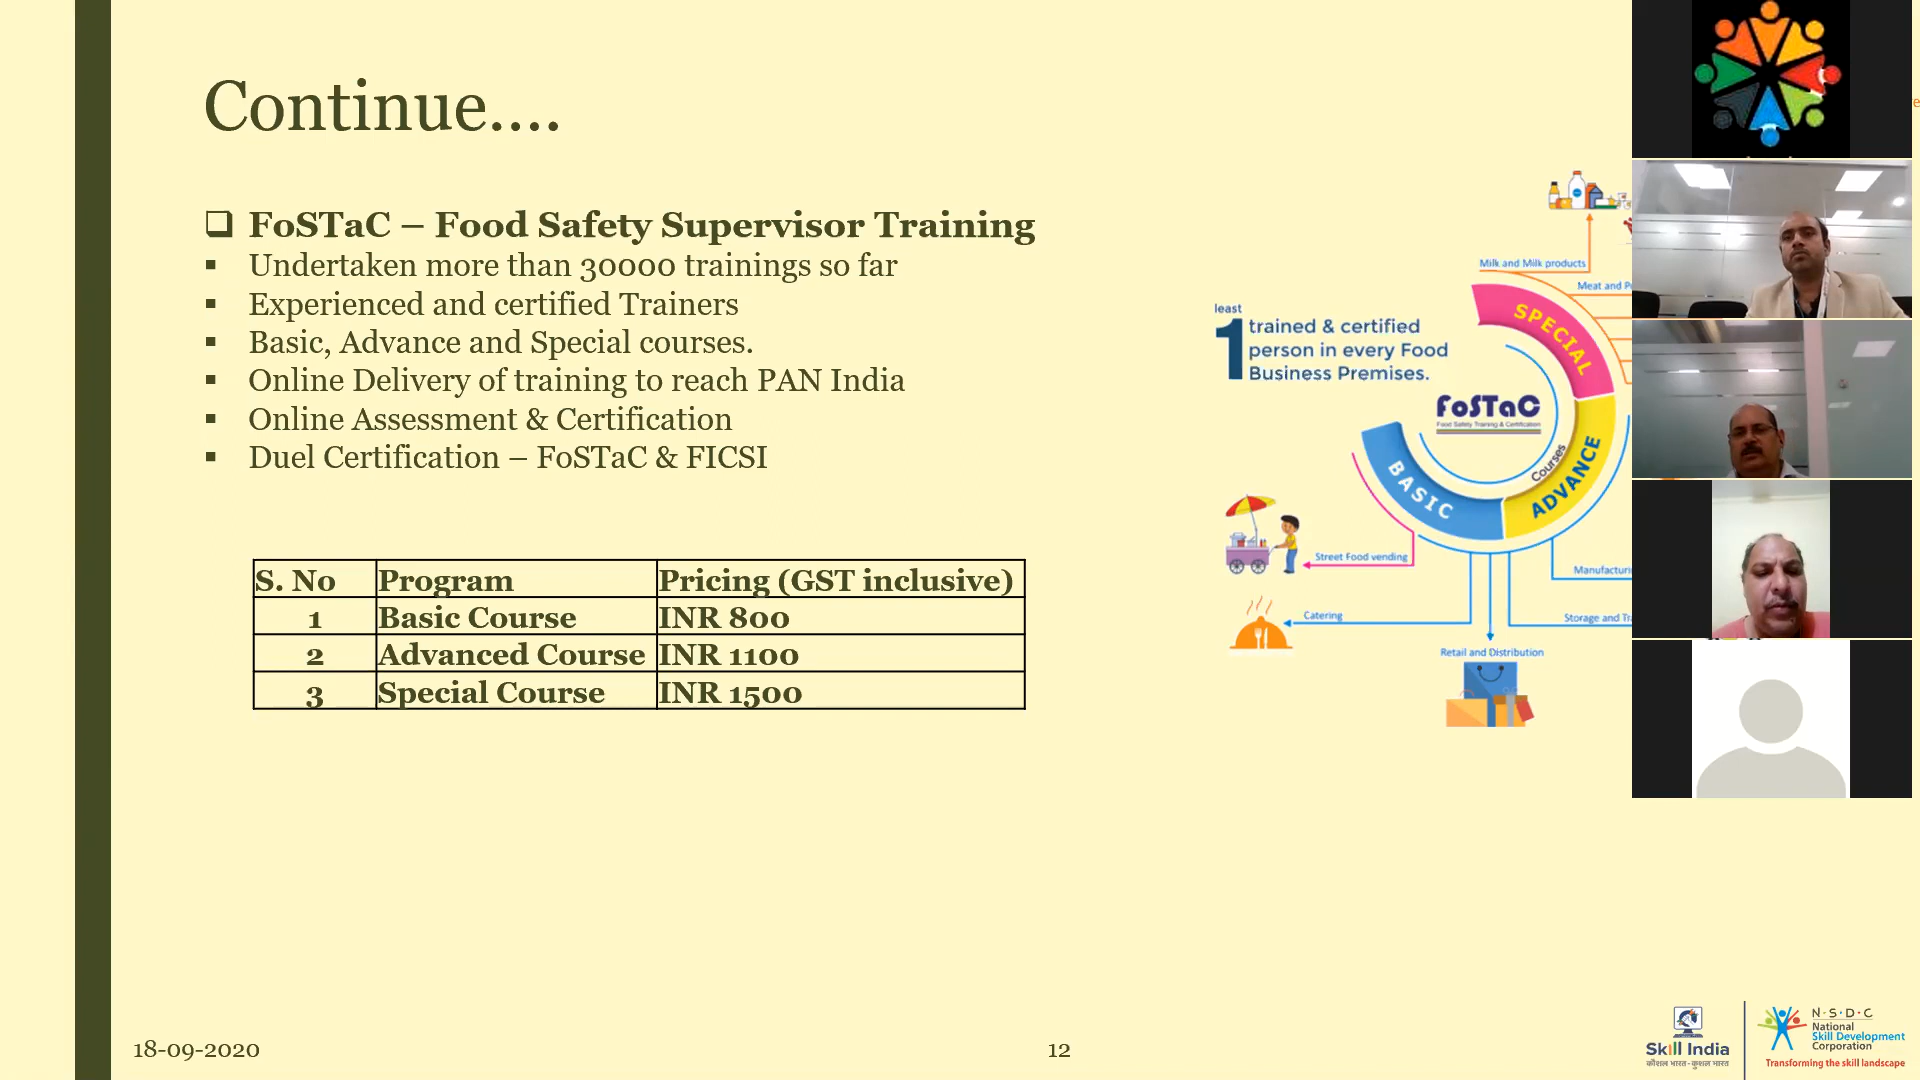 Continue....
❑ FoSTaC – Food Safety Supervisor Training
▪ Undertaken more than 30000 trainings so far
▪ Experienced and certified Trainers
▪ Basic, Advance and Special courses.
▪ Online Delivery of training to reach PAN India
▪ Online Assessment & Certification
▪ Duel Certification – FoSTaC & FICSI
S. No Program Pricing (GST inclusive)
1 Basic Course INR 800
2 Advanced Course INR 1100
3 Special Course INR 1500
least
1 trained & certified
person in every Food
Business Premises.
Milk and Milk products
Meat and
SPECIAL
FoSTaC
Food Safety Training & Certification
Courses
ADVANCE
BASIC
Street Food vending
Catering
Storage and
Retail and Distribution
18-09-2020
12
Skill India
कौशल भारत - कुशल भारत
N·S·D·C
National
Skill Development
Corporation
Transforming the skill landscape